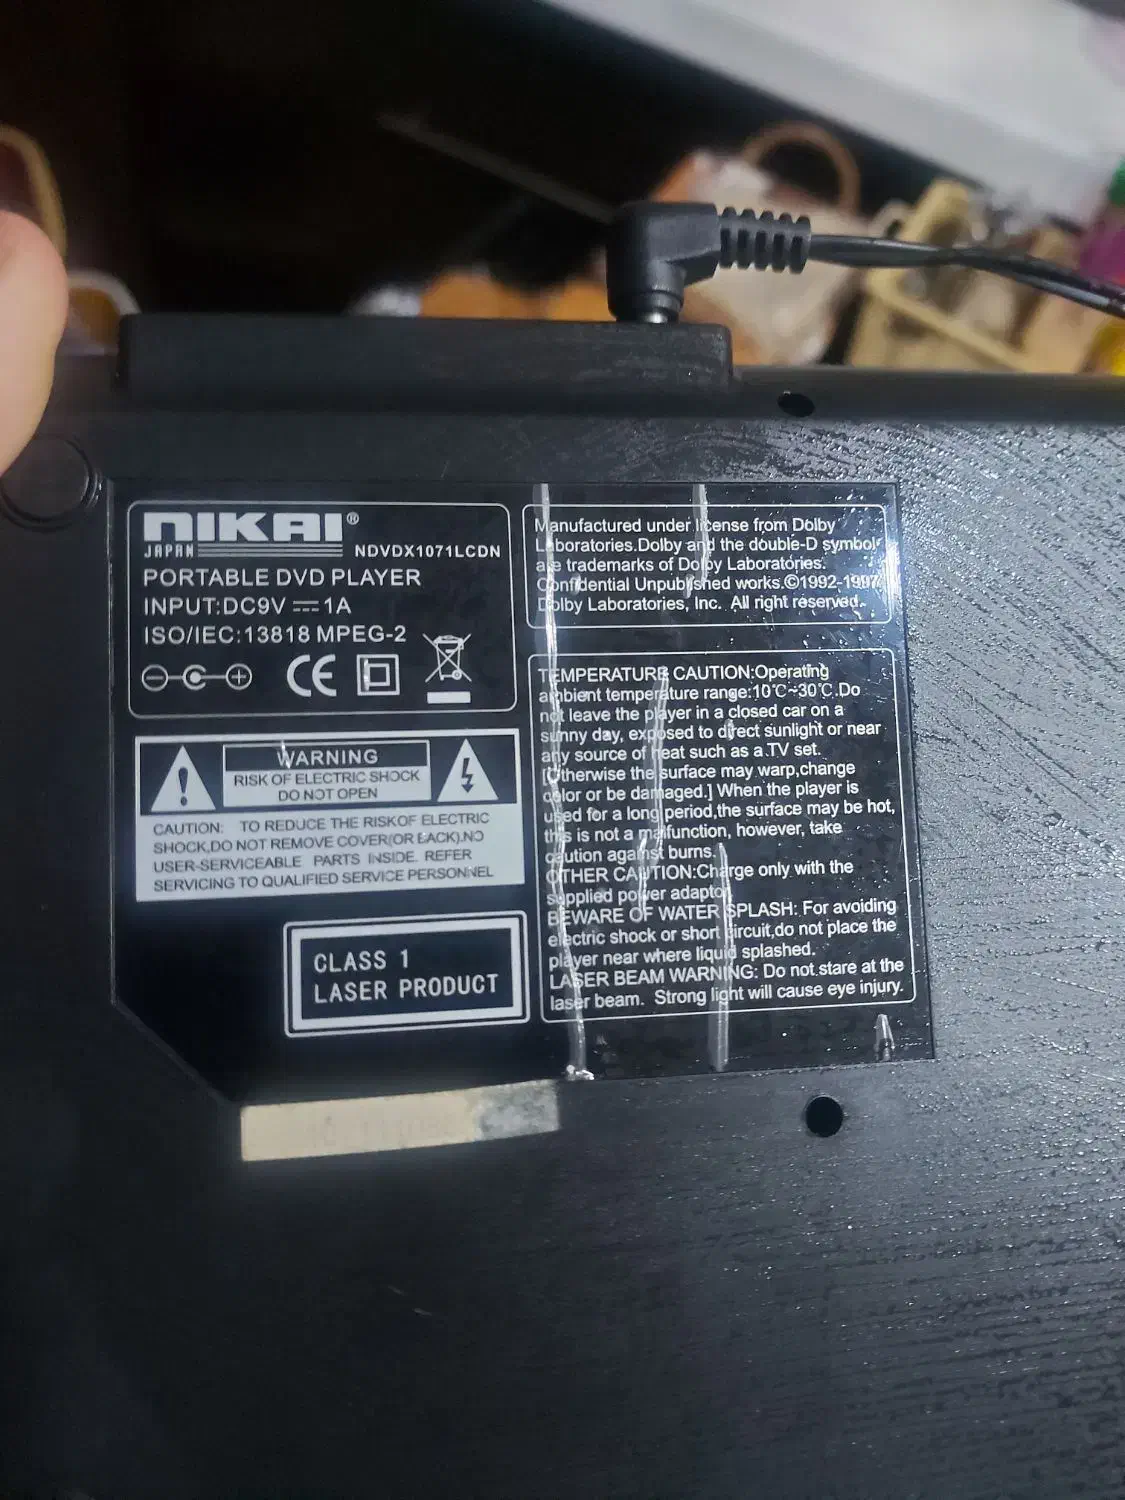 NIKAI®
JAPAN
NDVDX1071LCDN
PORTABLE DVD PLAYER
INPUT:DC9V ⎓ 1A
ISO/IEC:13818 MPEG-2
CE
WARNING
RISK OF ELECTRIC SHOCK
DO NOT OPEN
CAUTION: TO REDUCE THE RISKOF ELECTRIC
SHOCK,DO NOT REMOVE COVER(OR BACK).NO
USER-SERVICEABLE PARTS INSIDE. REFER
SERVICING TO QUALIFIED SERVICE PERSONNEL
CLASS 1
LASER PRODUCT
Manufactured under license from Dolby
Laboratories.Dolby and the double-D symbol
are trademarks of Dolby Laboratories.
Confidential Unpublished works.©1992-1997
Dolby Laboratories, Inc. All right reserved.
TEMPERATURE CAUTION:Operating
ambient temperature range:10℃~30℃.Do
not leave the player in a closed car on a
sunny day, exposed to direct sunlight or near
any source of heat such as a TV set.
[Otherwise the surface may warp,change
color or be damaged.] When the player is
used for a long period,the surface may be hot,
this is not a malfunction, however, take
caution against burns.
OTHER CAUTION:Charge only with the
supplied power adaptor
BEWARE OF WATER SPLASH: For avoiding
electric shock or short circuit,do not place the
player near where liquid splashed.
LASER BEAM WARNING: Do not stare at the
laser beam. Strong light will cause eye injury.